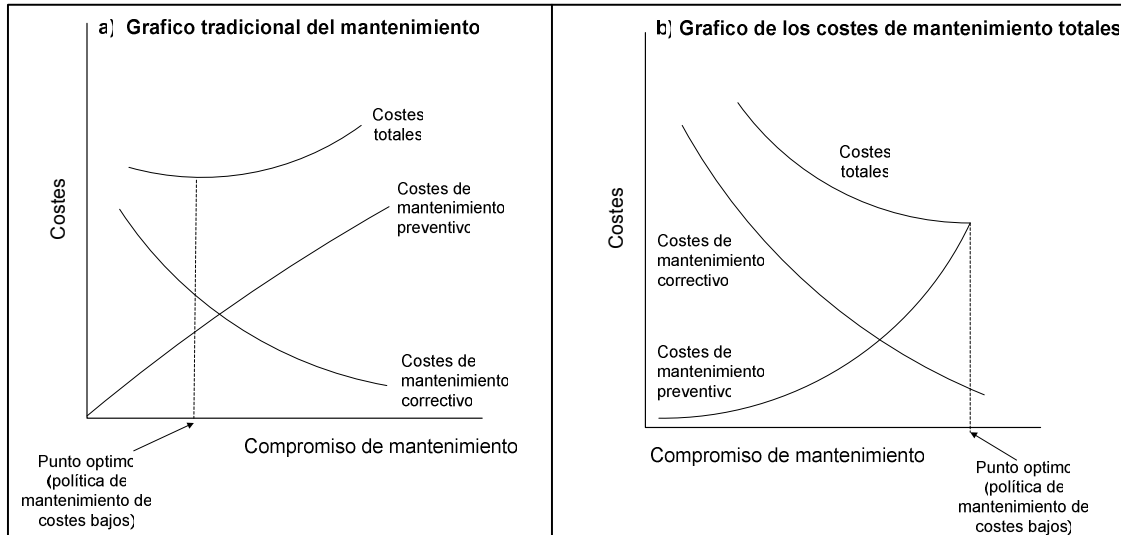 a) Grafico tradicional del mantenimiento
Costes
totales
Costes de
mantenimiento
preventivo
Costes
Costes de
mantenimiento
correctivo
Compromiso de mantenimiento
Punto optimo
(política de
mantenimiento de
costes bajos)
b) Grafico de los costes de mantenimiento totales
Costes
totales
Costes
Costes de
mantenimiento
correctivo
Costes de
mantenimiento
preventivo
Compromiso de mantenimiento
Punto optimo
(política de
mantenimiento de
costes bajos)